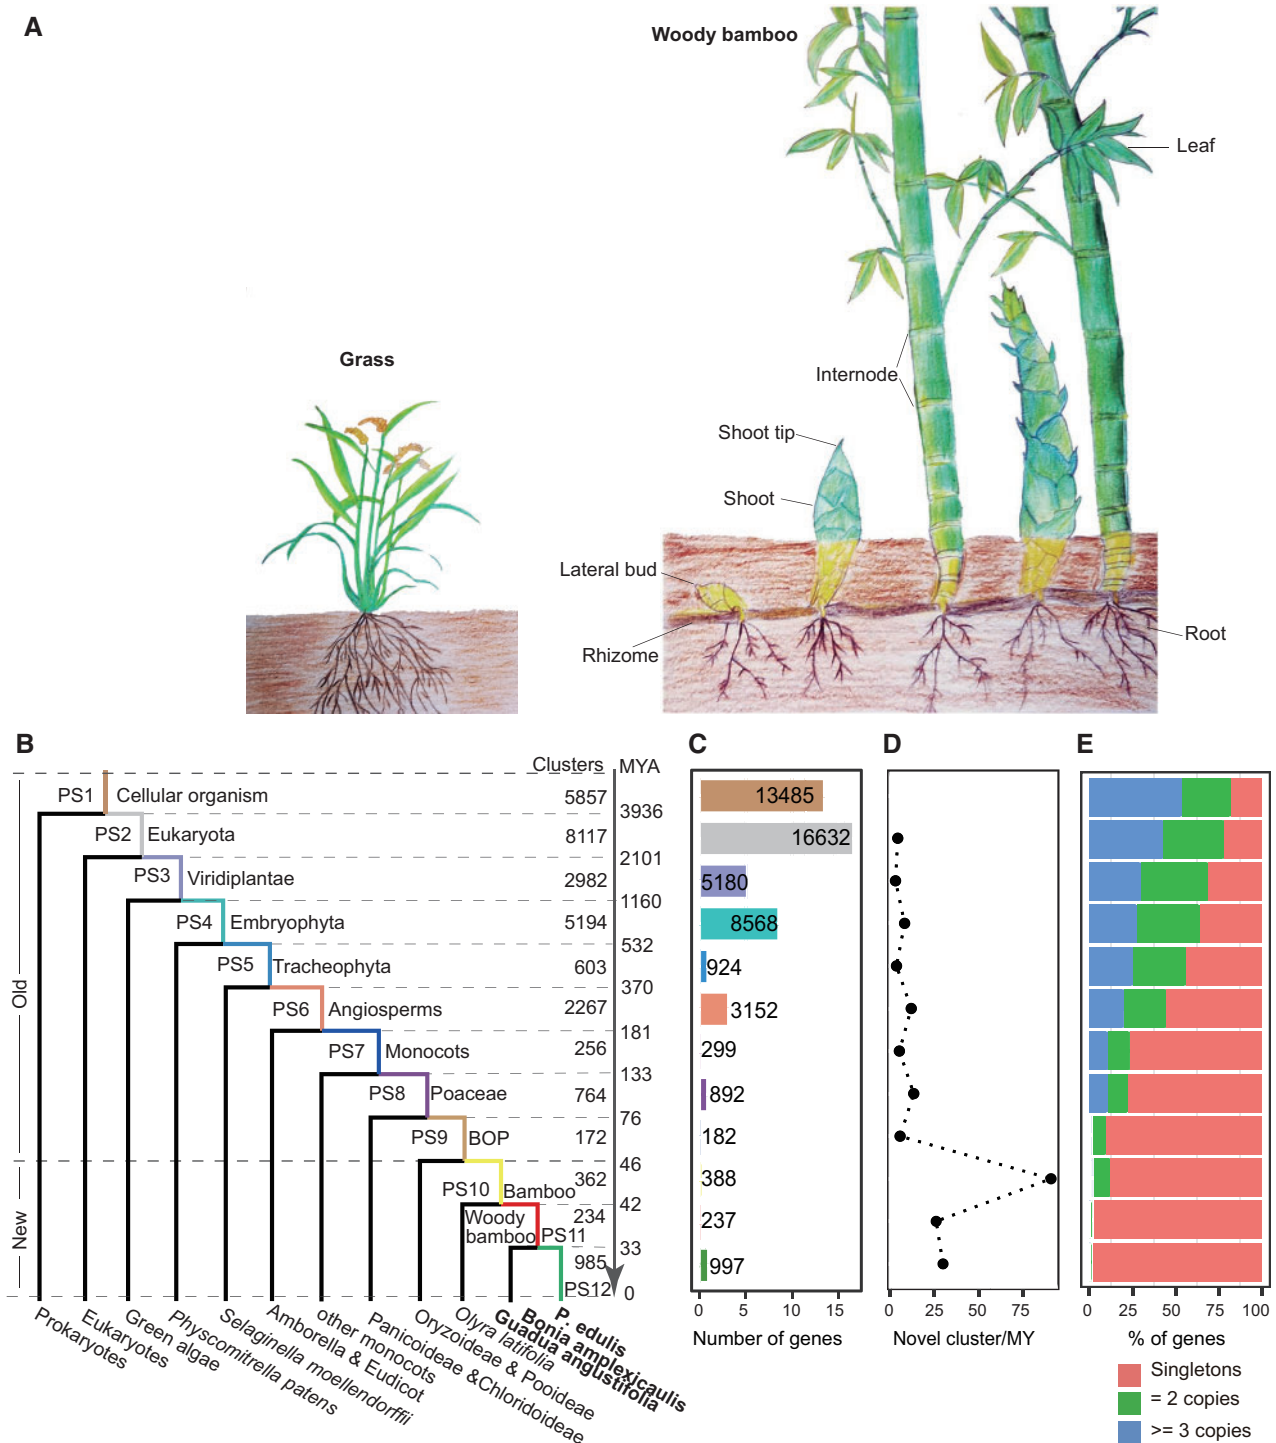 A
Woody bamboo
Leaf
Grass
Internode
Shoot tip
Shoot
Lateral bud
Rhizome
Root
B
Clusters
MYA
Old
New
PS1
Cellular organism
5857
3936
PS2
Eukaryota
8117
2101
PS3
Viridiplantae
2982
1160
PS4
Embryophyta
5194
532
PS5
Tracheophyta
603
370
PS6
Angiosperms
2267
181
PS7
Monocots
256
133
PS8
Poaceae
764
76
PS9
BOP
172
46
PS10
Bamboo
362
42
Woody
bamboo
PS11
234
33
985
PS12
0
Prokaryotes
Eukaryotes
Green algae
Physcomitrella patens
Selaginella moellendorffii
Amborella & Eudicot
other monocots
Panicoideae &Chloridoideae
Oryzoideae & Pooideae
Olyra latifolia
Guadua angustifolia
Bonia amplexicaulis
P. edulis
C
13485
16632
5180
8568
924
3152
299
892
182
388
237
997
0 5 10 15
Number of genes
D
0 25 50 75
Novel cluster/MY
E
0 25 50 75 100
% of genes
Singletons
= 2 copies
>= 3 copies